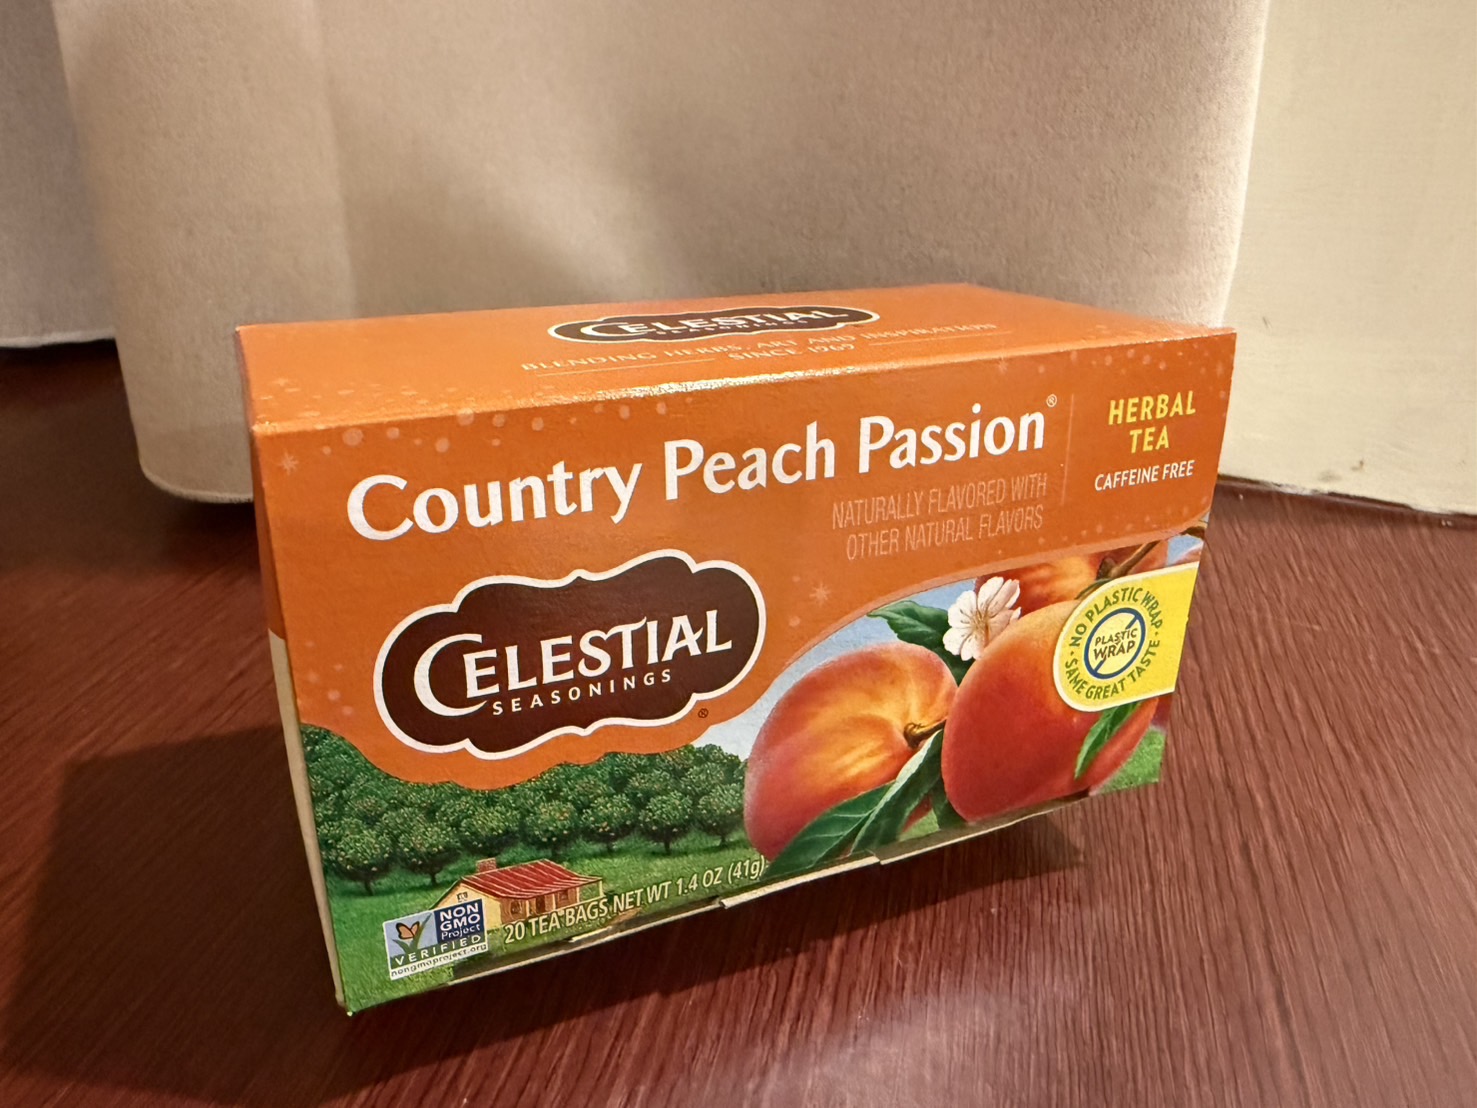 CELESTIAL
SEASONINGS
BLENDING HERBS, ART AND INSPIRATION
SINCE 1969
Country Peach Passion®
HERBAL
TEA
CAFFEINE FREE
NATURALLY FLAVORED WITH
OTHER NATURAL FLAVORS
CELESTIAL
SEASONINGS
®
• NO PLASTIC WRAP •
PLASTIC
WRAP
SAME GREAT TASTE
NON
GMO
Project
VERIFIED
nongmoproject.org
20 TEA BAGS NET WT 1.4 OZ (41g)